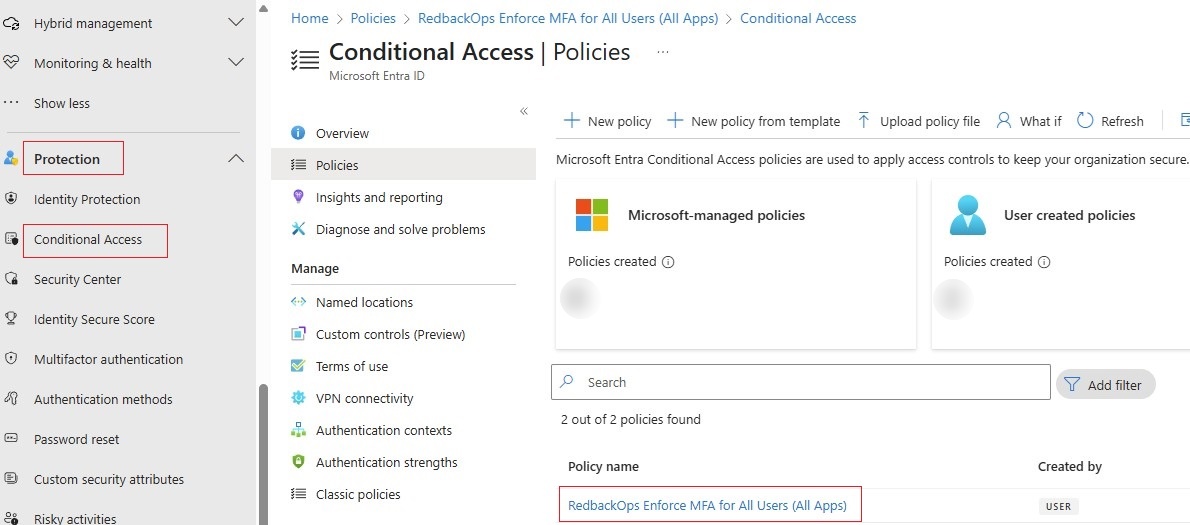 Hybrid management
Monitoring & health
Show less
Protection
Identity Protection
Conditional Access
Security Center
Identity Secure Score
Multifactor authentication
Authentication methods
Password reset
Custom security attributes
Risky activities
Home > Policies > RedbackOps Enforce MFA for All Users (All Apps) > Conditional Access
Conditional Access | Policies ...
Microsoft Entra ID
Overview
Policies
Insights and reporting
Diagnose and solve problems
Manage
Named locations
Custom controls (Preview)
Terms of use
VPN connectivity
Authentication contexts
Authentication strengths
Classic policies
New policy New policy from template Upload policy file What if Refresh
Microsoft Entra Conditional Access policies are used to apply access controls to keep your organization secure.
Microsoft-managed policies
Policies created
User created policies
Policies created
Search
Add filter
2 out of 2 policies found
Policy name Created by
RedbackOps Enforce MFA for All Users (All Apps) USER